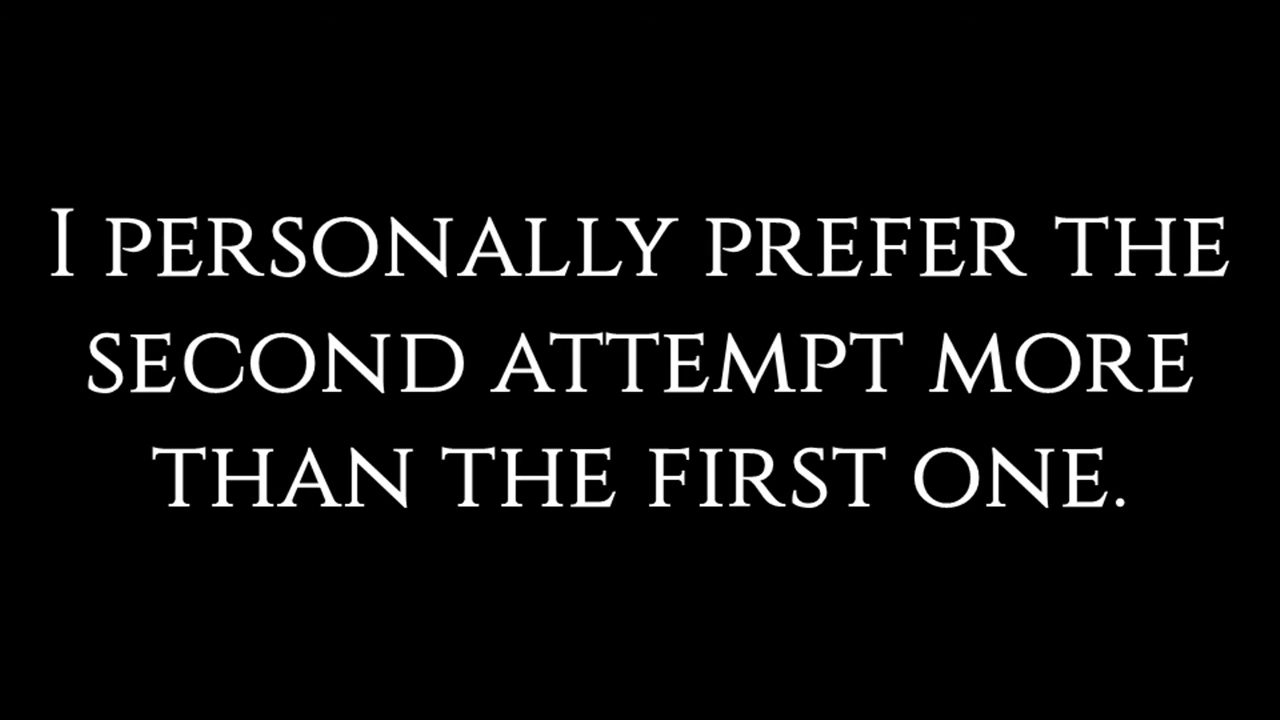 I personally prefer the
second attempt more
than the first one.